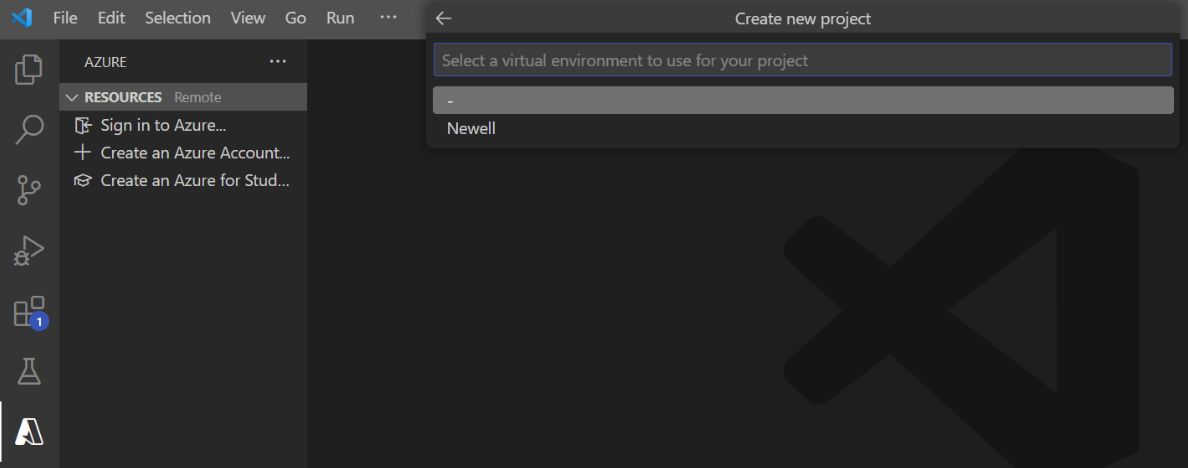 File Edit Selection View Go Run ···
Create new project
Select a virtual environment to use for your project
-
Newell
AZURE ···
RESOURCES Remote
Sign in to Azure...
Create an Azure Account...
Create an Azure for Stud...
1